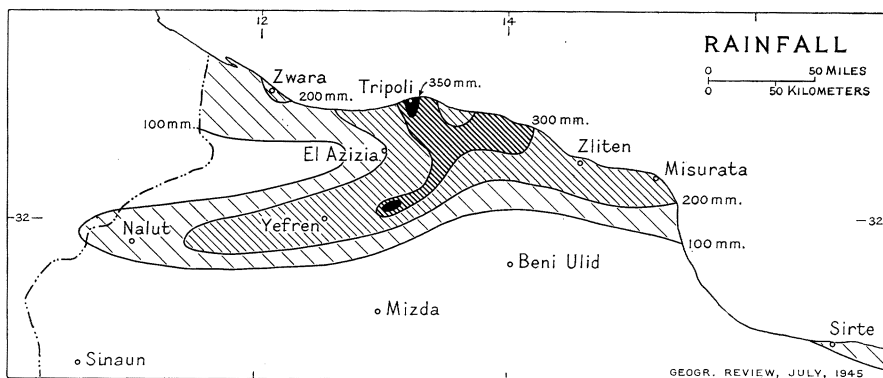 12 14
RAINFALL
0 50 MILES
0 50 KILOMETERS
Zwara
Tripoli
350 mm.
200 mm.
100 mm.
300 mm.
El Azizia
Zliten
Misurata
200 mm.
32 32
Nalut
Yefren
100 mm.
Beni Ulid
Mizda
Sirte
Sinaun
GEOGR. REVIEW, JULY, 1945